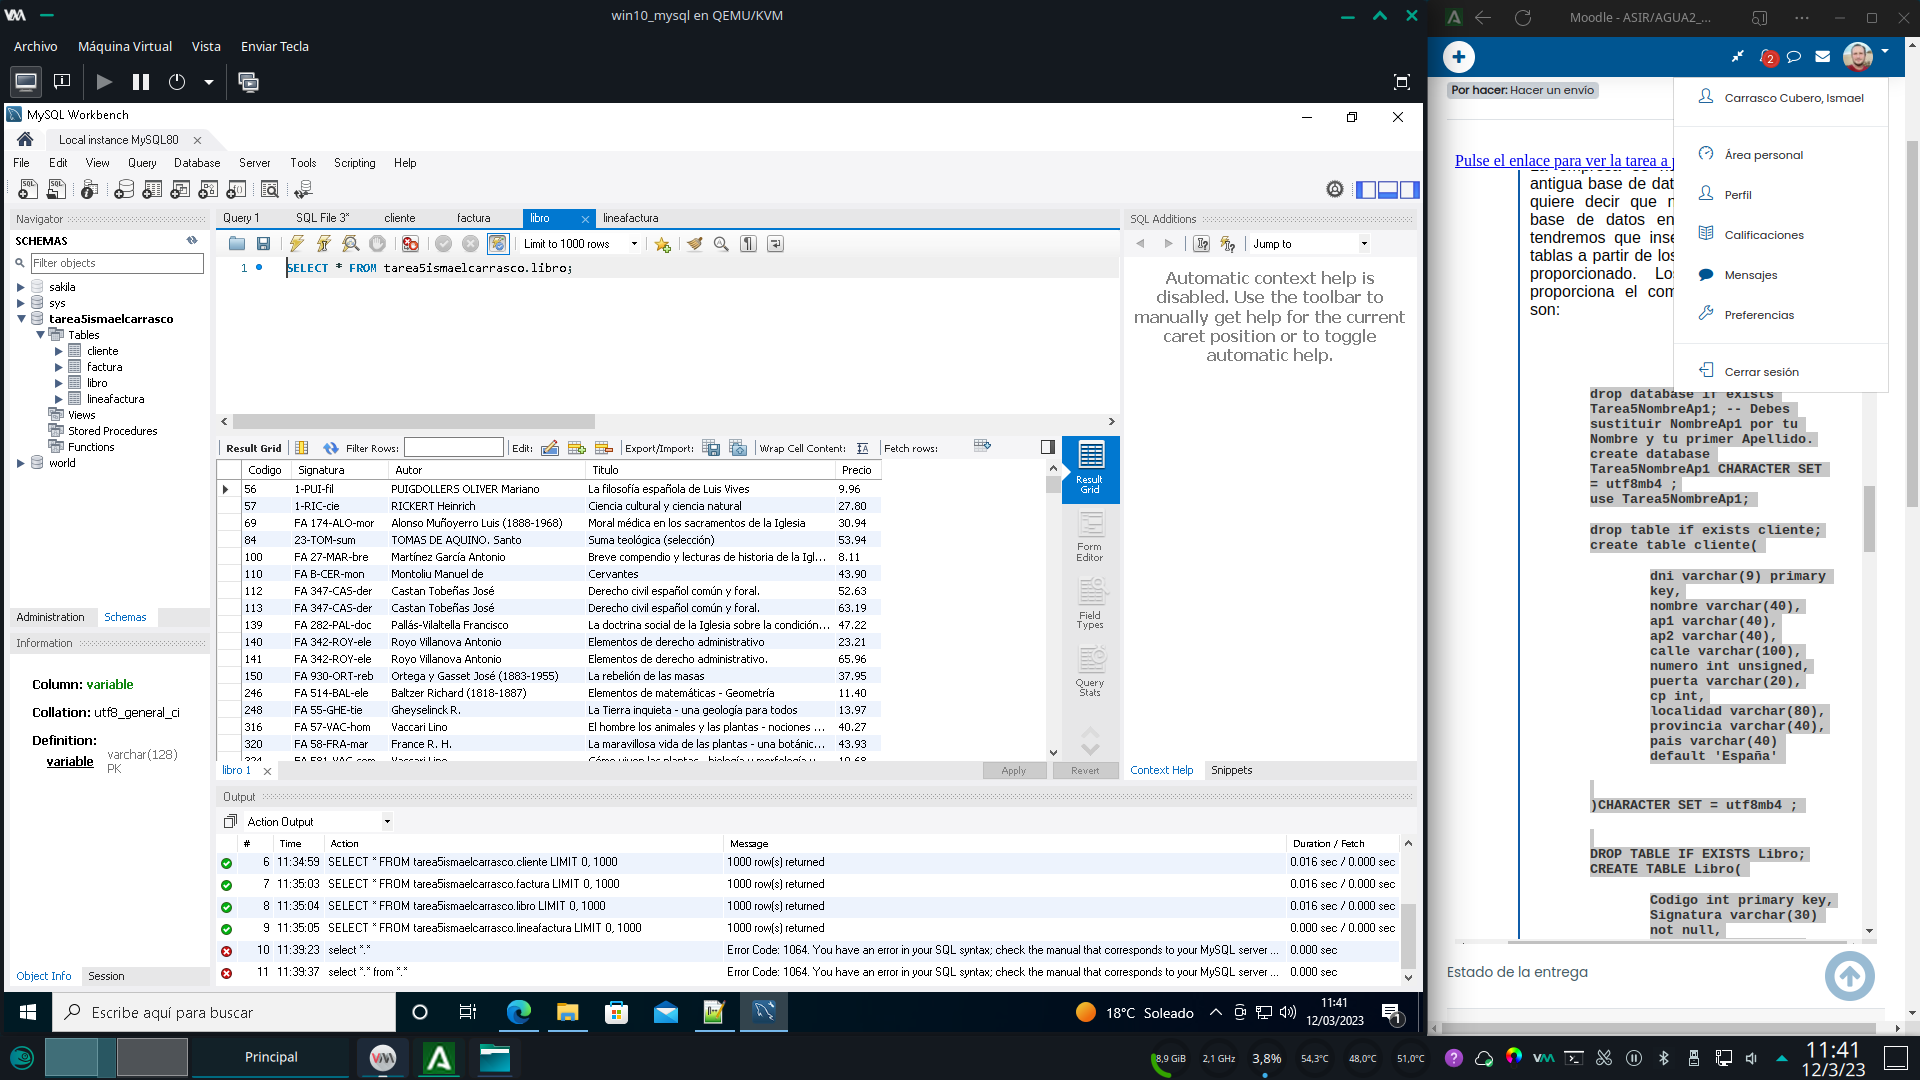 win10_mysql en QEMU/KVM
Archivo Máquina Virtual Vista Enviar Tecla
MySQL Workbench
Local instance MySQL80
File Edit View Query Database Server Tools Scripting Help
Navigator
SCHEMAS
Filter objects
sakila
sys
tarea5ismaelcarrasco
Tables
cliente
factura
libro
lineafactura
Views
Stored Procedures
Functions
world
Administration Schemas
Information
Column: variable
Collation: utf8_general_ci
Definition:
variable varchar(128)
PK
Object Info Session
Query 1 SQL File 3* cliente factura libro lineafactura
Limit to 1000 rows
1 SELECT * FROM tarea5ismaelcarrasco.libro;
SQL Additions
Jump to
Automatic context help is
disabled. Use the toolbar to
manually get help for the current
caret position or to toggle
automatic help.
Result Grid Filter Rows: Edit: Export/Import: Wrap Cell Content: Fetch rows:
Codigo Signatura Autor Titulo Precio
56 1-PUI-fil PUIGDOLLERS OLIVER Mariano La filosofía española de Luis Vives 9.96
57 1-RIC-cie RICKERT Heinrich Ciencia cultural y ciencia natural 27.80
69 FA 174-ALO-mor Alonso Muñoyerro Luis (1888-1968) Moral médica en los sacramentos de la Iglesia 30.94
84 23-TOM-sum TOMAS DE AQUINO. Santo Suma teológica (selección) 53.94
100 FA 27-MAR-bre Martínez García Antonio Breve compendio y lecturas de historia de la Igl... 8.11
110 FA B-CER-mon Montoliu Manuel de Cervantes 43.90
112 FA 347-CAS-der Castan Tobeñas José Derecho civil español común y foral. 52.63
113 FA 347-CAS-der Castan Tobeñas José Derecho civil español común y foral. 63.19
139 FA 282-PAL-doc Pallás-Vilaltella Francisco La doctrina social de la Iglesia sobre la condición... 47.22
140 FA 342-ROY-ele Royo Villanova Antonio Elementos de derecho administrativo 23.21
141 FA 342-ROY-ele Royo Villanova Antonio Elementos de derecho administrativo. 65.96
150 FA 930-ORT-reb Ortega y Gasset José (1883-1955) La rebelión de las masas 37.95
246 FA 514-BAL-ele Baltzer Richard (1818-1887) Elementos de matemáticas - Geometría 11.40
248 FA 55-GHE-tie Gheyselinck R. La Tierra inquieta - una geología para todos 13.97
316 FA 57-VAC-hom Vaccari Lino El hombre los animales y las plantas - nociones ... 40.27
320 FA 58-FRA-mar France R. H. La maravillosa vida de las plantas - una botánic... 43.93
Result
Grid
Form
Editor
Field
Types
Query
Stats
libro 1 Apply Revert Context Help Snippets
Output
Action Output
# Time Action Message Duration / Fetch
6 11:34:59 SELECT * FROM tarea5ismaelcarrasco.cliente LIMIT 0, 1000 1000 row(s) returned 0.016 sec / 0.000 sec
7 11:35:03 SELECT * FROM tarea5ismaelcarrasco.factura LIMIT 0, 1000 1000 row(s) returned 0.016 sec / 0.000 sec
8 11:35:04 SELECT * FROM tarea5ismaelcarrasco.libro LIMIT 0, 1000 1000 row(s) returned 0.016 sec / 0.000 sec
9 11:35:05 SELECT * FROM tarea5ismaelcarrasco.lineafactura LIMIT 0, 1000 1000 row(s) returned 0.000 sec / 0.000 sec
10 11:39:23 select *.* Error Code: 1064. You have an error in your SQL syntax; check the manual that corresponds to your MySQL server ... 0.000 sec
11 11:39:37 select *.* from *.* Error Code: 1064. You have an error in your SQL syntax; check the manual that corresponds to your MySQL server ... 0.000 sec
Escribe aquí para buscar
18°C Soleado
11:41
12/03/2023
1
Moodle - ASIR/AGUA2_...
2
Por hacer: Hacer un envío
Carrasco Cubero, Ismael
Área personal
Perfil
Calificaciones
Mensajes
Preferencias
Cerrar sesión
Pulse el enlace para ver la tarea a
antigua base de dat
quiere decir que n
base de datos en
tendremos que inse
tablas a partir de los
proporcionado. Lo
proporciona el com
son:
drop database if exists
Tarea5NombreAp1; -- Debes
sustituir NombreAp1 por tu
Nombre y tu primer Apellido.
create database
Tarea5NombreAp1 CHARACTER SET
= utf8mb4 ;
use Tarea5NombreAp1;
drop table if exists cliente;
create table cliente(
dni varchar(9) primary
key,
nombre varchar(40),
ap1 varchar(40),
ap2 varchar(40),
calle varchar(100),
numero int unsigned,
puerta varchar(20),
cp int,
localidad varchar(80),
provincia varchar(40),
pais varchar(40)
default 'España'
)CHARACTER SET = utf8mb4 ;
DROP TABLE IF EXISTS Libro;
CREATE TABLE Libro(
Codigo int primary key,
Signatura varchar(30)
not null,
Estado de la entrega
Principal
8,9 GiB 2,1 GHz 3,8% 54,3°C 48,0°C 51,0°C
11:41
12/3/23